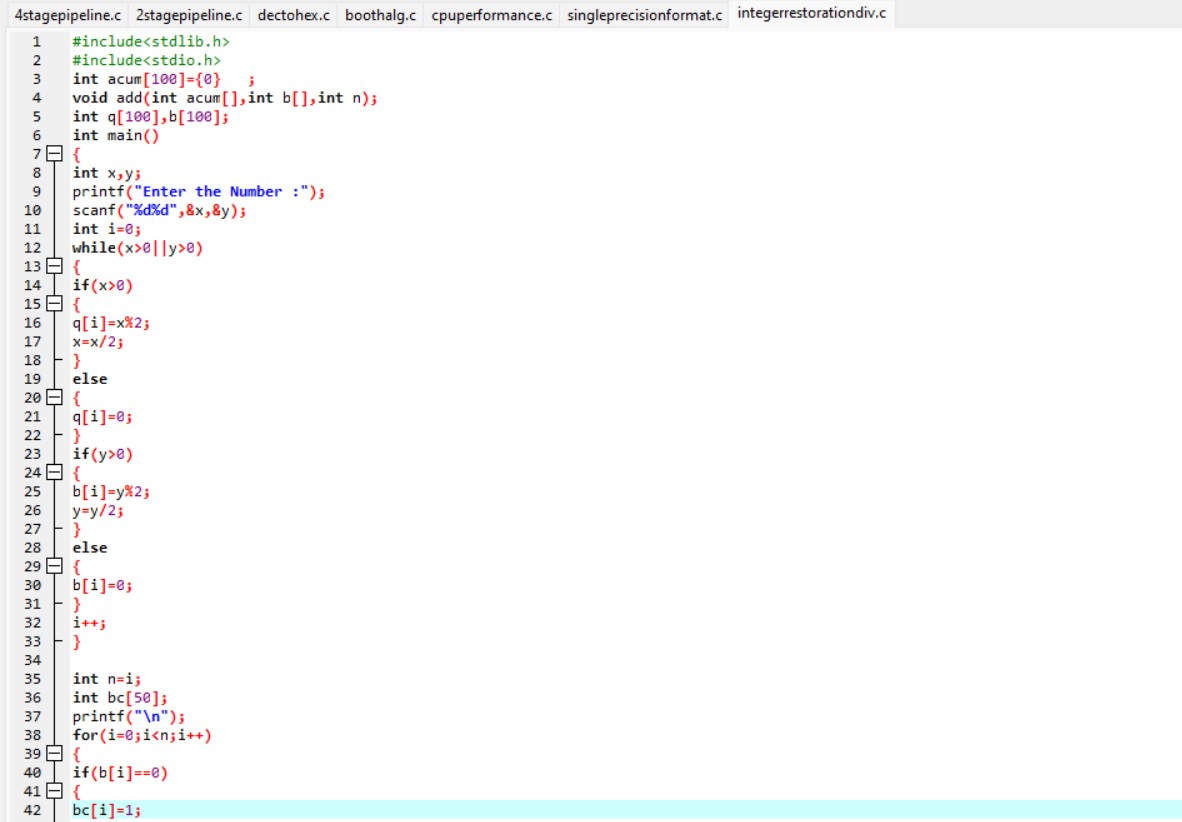 4stagepipeline.c 2stagepipeline.c dectohex.c boothalg.c cpuperformance.c singleprecisionformat.c integerrestorationdiv.c
1 #include<stdlib.h>
2 #include<stdio.h>
3 int acum[100]={0}   ;
4 void add(int acum[],int b[],int n);
5 int q[100],b[100];
6 int main()
7 {
8 int x,y;
9 printf("Enter the Number :");
10 scanf("%d%d",&x,&y);
11 int i=0;
12 while(x>0||y>0)
13 {
14 if(x>0)
15 {
16 q[i]=x%2;
17 x=x/2;
18 }
19 else
20 {
21 q[i]=0;
22 }
23 if(y>0)
24 {
25 b[i]=y%2;
26 y=y/2;
27 }
28 else
29 {
30 b[i]=0;
31 }
32 i++;
33 }
34
35 int n=i;
36 int bc[50];
37 printf("\n");
38 for(i=0;i<n;i++)
39 {
40 if(b[i]==0)
41 {
42 bc[i]=1;